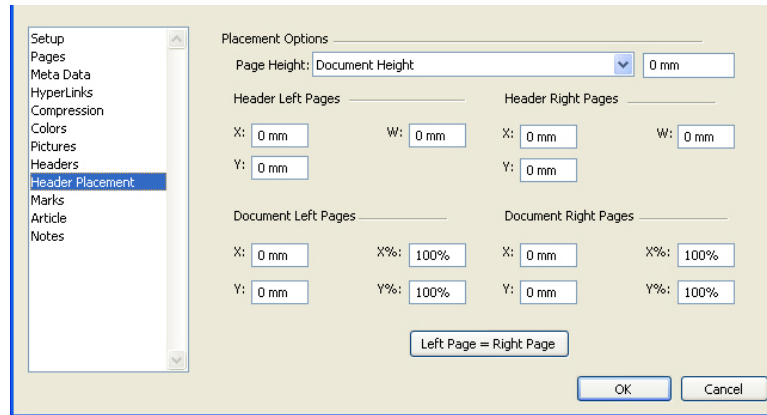 Setup
Pages
Meta Data
HyperLinks
Compression
Colors
Pictures
Headers
Header Placement
Marks
Article
Notes
Placement Options
Page Height: Document Height 0 mm
Header Left Pages Header Right Pages
X: 0 mm W: 0 mm X: 0 mm W: 0 mm
Y: 0 mm Y: 0 mm
Document Left Pages Document Right Pages
X: 0 mm X%: 100% X: 0 mm X%: 100%
Y: 0 mm Y%: 100% Y: 0 mm Y%: 100%
Left Page = Right Page
OK Cancel